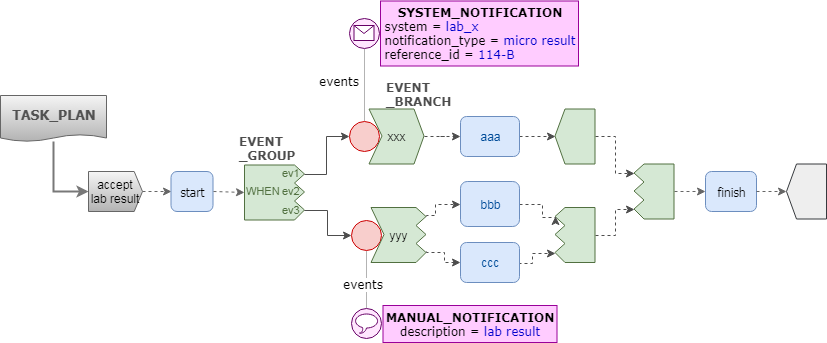 SYSTEM_NOTIFICATION
system = lab_x
notification_type = micro result
reference_id = 114-B
events
EVENT
_BRANCH
TASK_PLAN
xxx
aaa
EVENT
_GROUP
accept
lab result
start
ev1
WHEN ev2
ev3
finish
bbb
yyy
ccc
events
MANUAL_NOTIFICATION
description = lab result